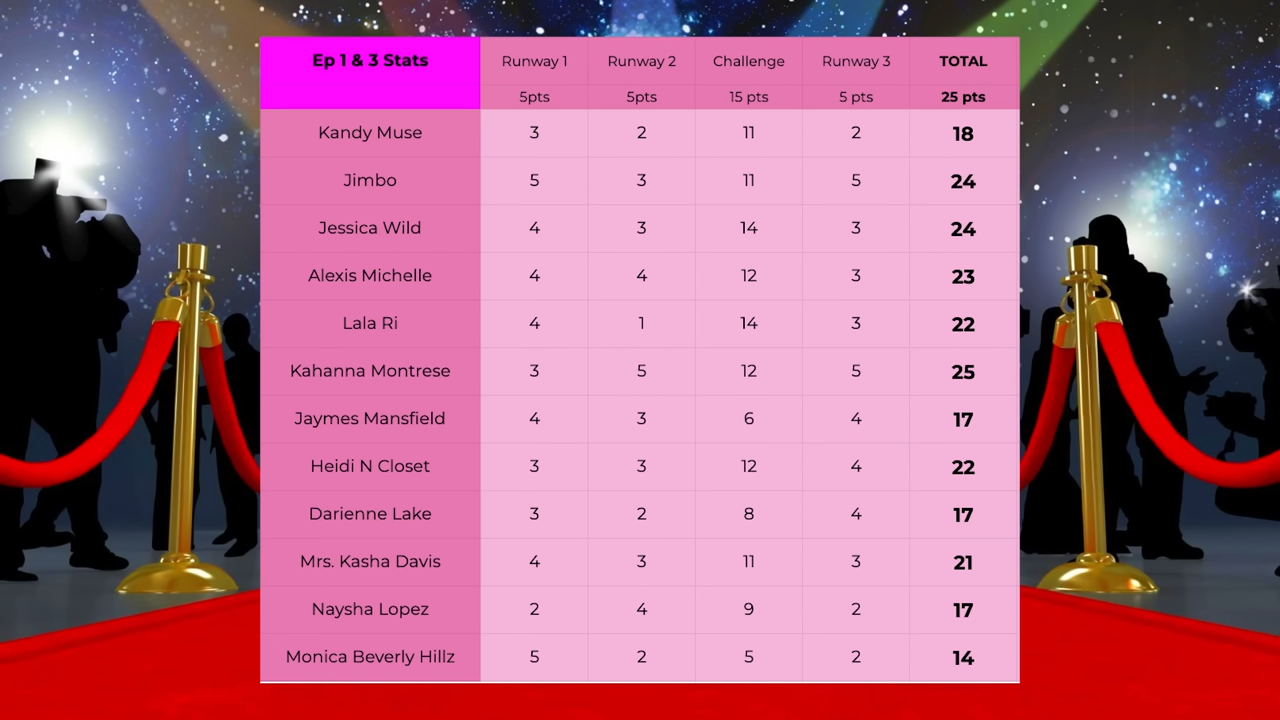 Ep 1 & 3 Stats Runway 1 Runway 2 Challenge Runway 3 TOTAL
5pts 5pts 15 pts 5 pts 25 pts
Kandy Muse 3 2 11 2 18
Jimbo 5 3 11 5 24
Jessica Wild 4 3 14 3 24
Alexis Michelle 4 4 12 3 23
Lala Ri 4 1 14 3 22
Kahanna Montrese 3 5 12 5 25
Jaymes Mansfield 4 3 6 4 17
Heidi N Closet 3 3 12 4 22
Darienne Lake 3 2 8 4 17
Mrs. Kasha Davis 4 3 11 3 21
Naysha Lopez 2 4 9 2 17
Monica Beverly Hillz 5 2 5 2 14